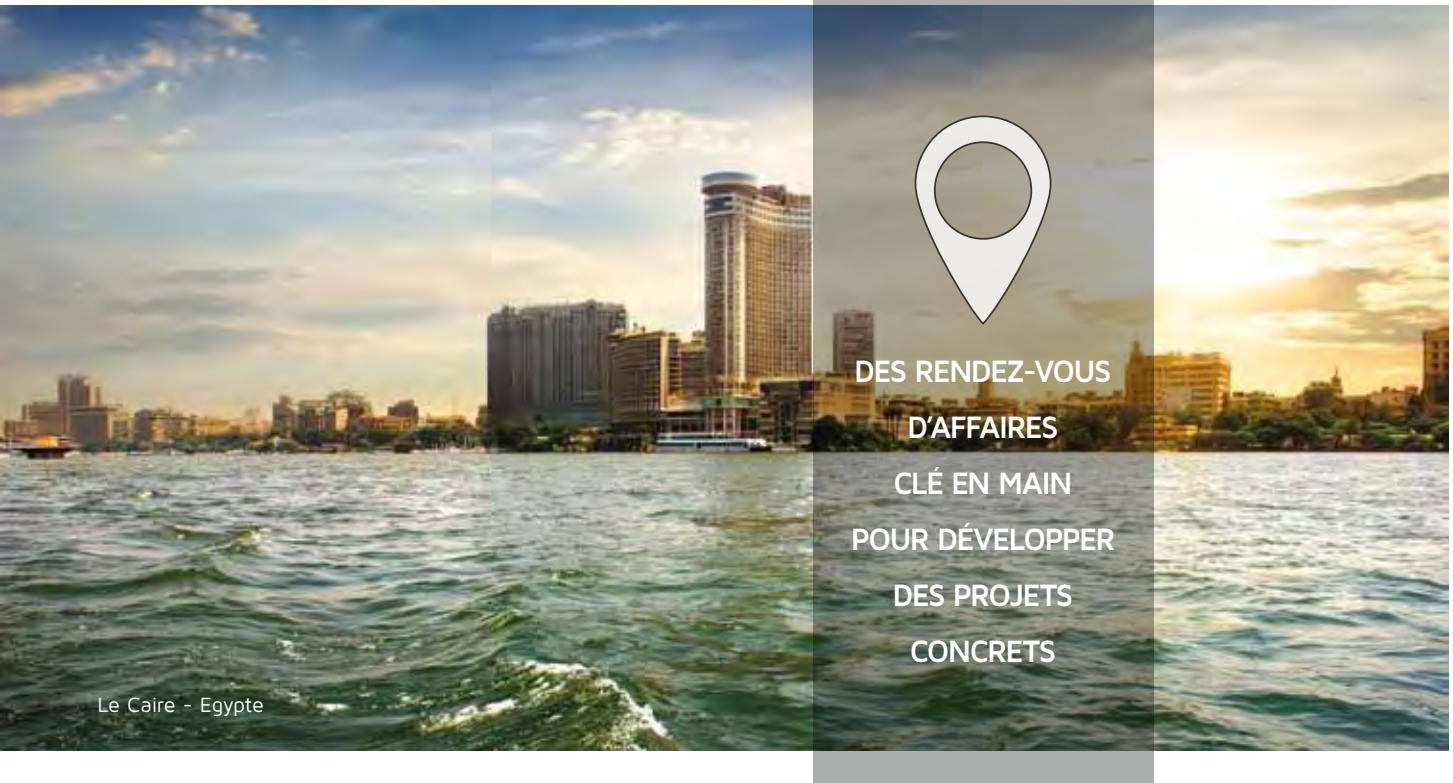 DES RENDEZ-VOUS
D'AFFAIRES
CLÉ EN MAIN
POUR DÉVELOPPER
DES PROJETS
CONCRETS
Le Caire - Egypte